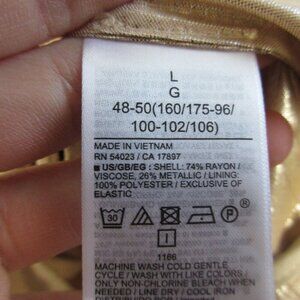 L
G
48-50(160/175-96/
100-102/106)
MADE IN VIETNAM
RN 54023 / CA 17897
US/GB/EG : SHELL: 74% RAYON /
VISCOSE, 26% METALLIC / LINING:
100% POLYESTER / EXCLUSIVE OF
ELASTIC
30
P
I
1166
MACHINE WASH COLD GENTLE
CYCLE / WASH WITH LIKE COLORS /
ONLY NON-CHLORINE BLEACH WHEN
NEEDED / LINE DRY / COOL IRON